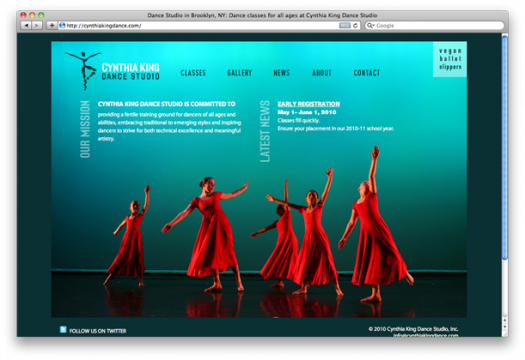 Dance Studio in Brooklyn, NY: Dance classes for all ages at Cynthia King Dance Studio
http://cynthiakingdance.com/
Google
CYNTHIA KING
DANCE STUDIO
CLASSES
GALLERY
NEWS
ABOUT
CONTACT
vegan
ballet
slippers
OUR MISSION
CYNTHIA KING DANCE STUDIO IS COMMITTED TO
providing a fertile training ground for dancers of all ages and
abilities, embracing traditional to emerging styles and inspiring
dancers to strive for both technical excellence and meaningful
artistry.
LATEST NEWS
EARLY REGISTRATION
May 1- June 1, 2010
Classes fill quickly.
Ensure your placement in our 2010-11 school year.
FOLLOW US ON TWITTER
© 2010 Cynthia King Dance Studio, Inc.
info@cynthiakingdance.com